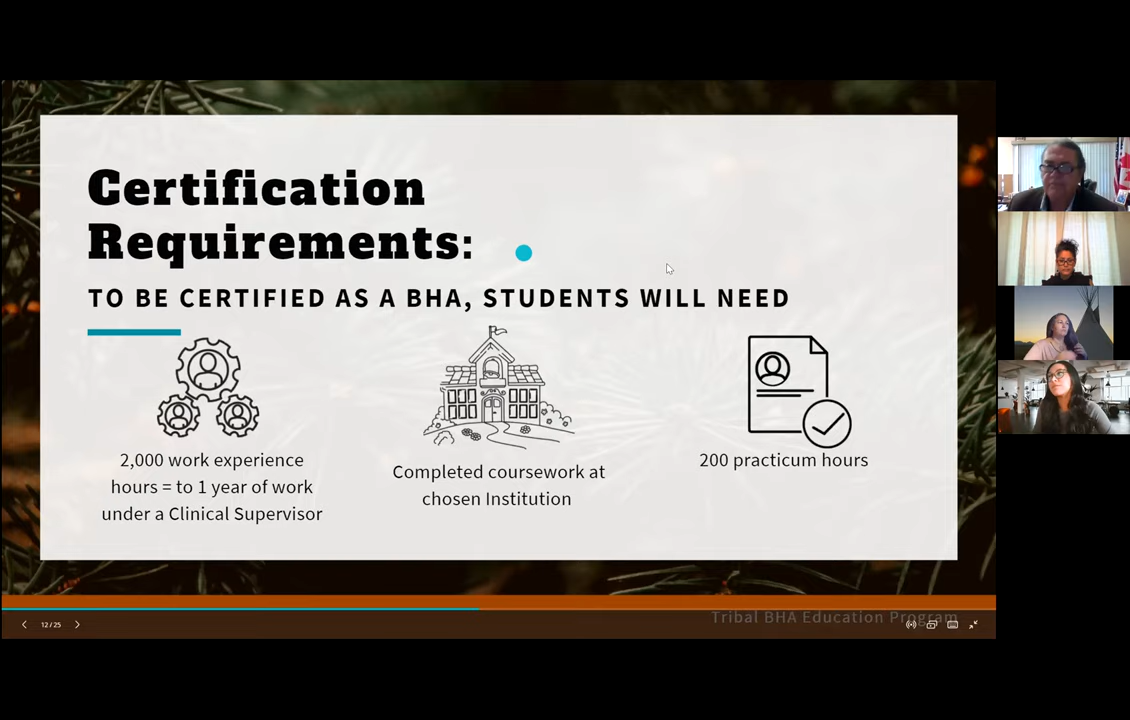 Certification
Requirements:
TO BE CERTIFIED AS A BHA, STUDENTS WILL NEED
2,000 work experience
hours = to 1 year of work
under a Clinical Supervisor
Completed coursework at
chosen Institution
200 practicum hours
Tribal BHA Education Program
12 / 25